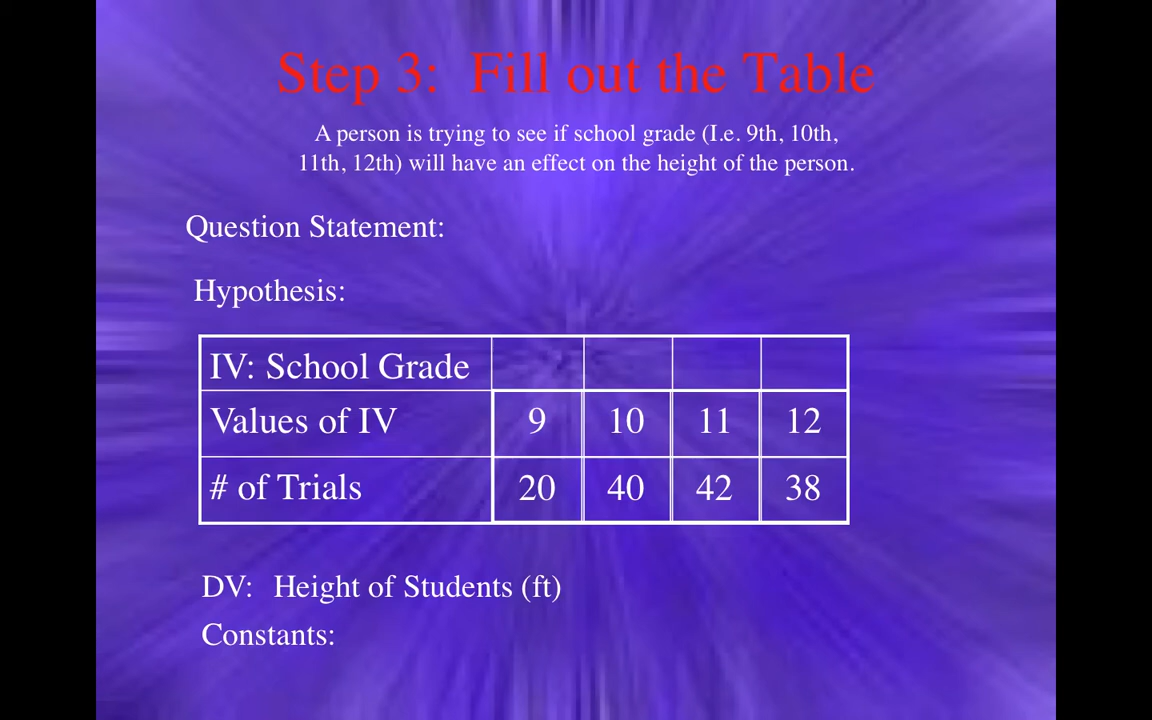 Step 3: Fill out the Table
A person is trying to see if school grade (I.e. 9th, 10th,
11th, 12th) will have an effect on the height of the person.
Question Statement:
Hypothesis:
IV: School Grade
Values of IV 9 10 11 12
# of Trials 20 40 42 38
DV: Height of Students (ft)
Constants: